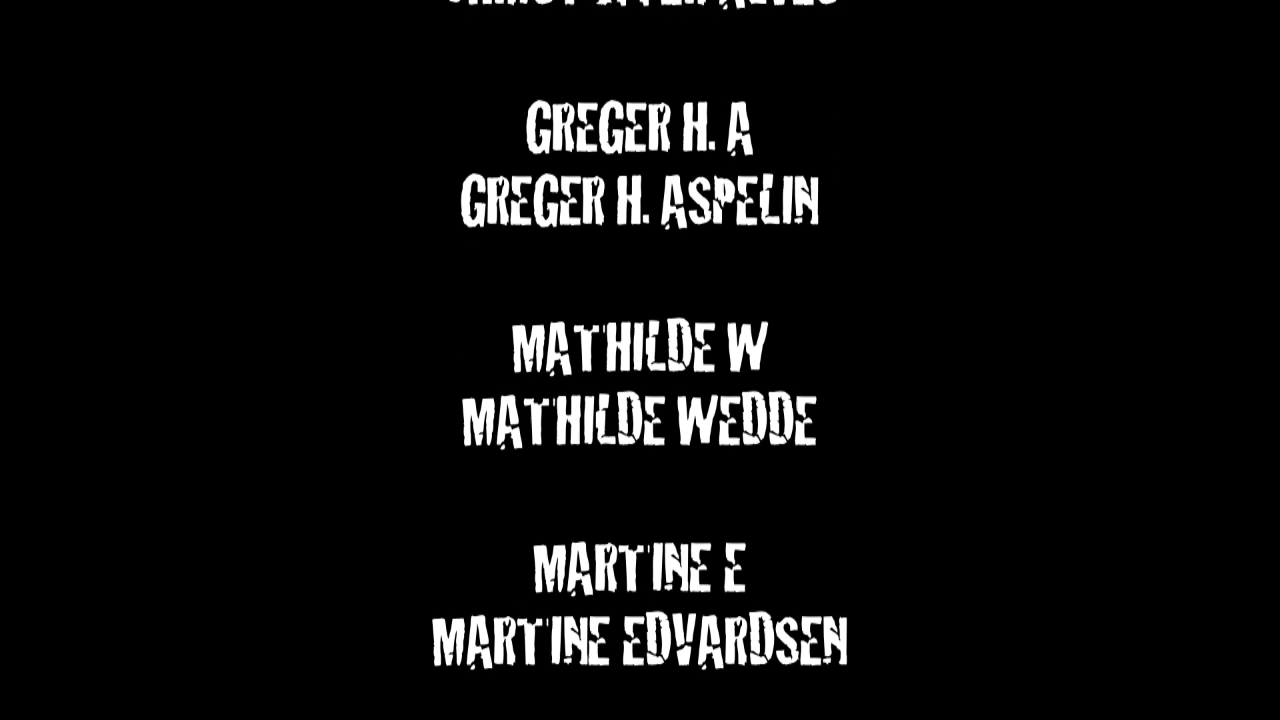 GREGER H. A
GREGER H. ASPELIN
MATHILDE W
MATHILDE WEDDE
MARTINE E
MARTINE EDVARDSEN